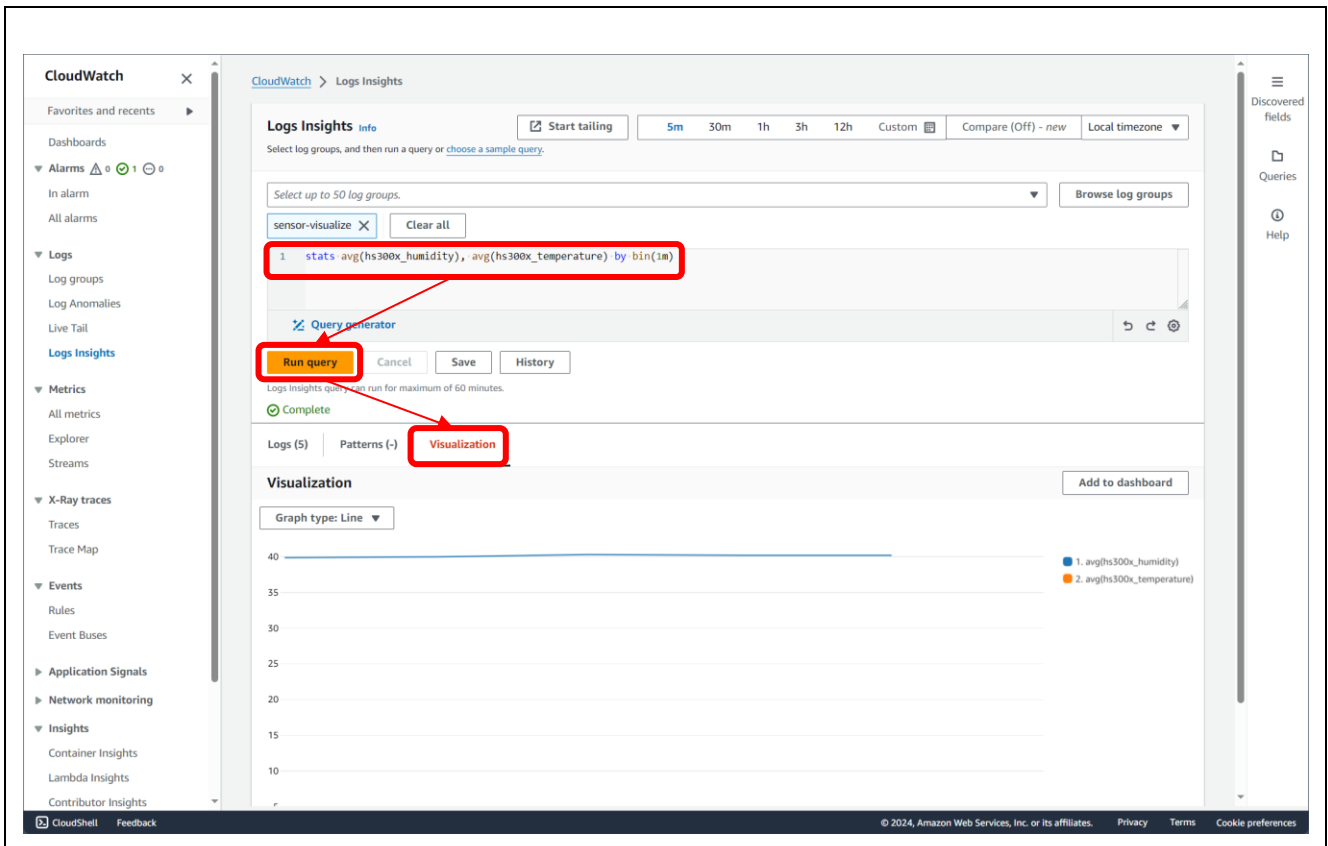 CloudWatch
Favorites and recents
Dashboards
Alarms 0 1 0
In alarm
All alarms
Logs
Log groups
Log Anomalies
Live Tail
Logs Insights
Metrics
All metrics
Explorer
Streams
X-Ray traces
Traces
Trace Map
Events
Rules
Event Buses
Application Signals
Network monitoring
Insights
Container Insights
Lambda Insights
Contributor Insights
CloudWatch > Logs Insights
Logs Insights Info
Start tailing
5m 30m 1h 3h 12h Custom
Compare (Off) - new
Local timezone
Select log groups, and then run a query or choose a sample query.
Select up to 50 log groups.
Browse log groups
sensor-visualize
Clear all
1 stats avg(hs300x_humidity), avg(hs300x_temperature) by bin(1m)
Query generator
Run query Cancel Save History
Logs Insights query can run for maximum of 60 minutes.
Complete
Logs (5) Patterns (-) Visualization
Visualization
Add to dashboard
Graph type: Line
40
35
30
25
20
15
10
1. avg(hs300x_humidity)
2. avg(hs300x_temperature)
Discovered
fields
Queries
Help
CloudShell Feedback
© 2024, Amazon Web Services, Inc. or its affiliates. Privacy Terms Cookie preferences